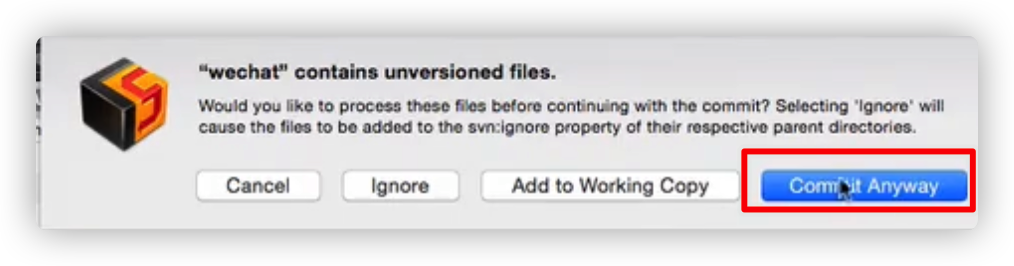 “wechat” contains unversioned files.
Would you like to process these files before continuing with the commit? Selecting 'Ignore' will
cause the files to be added to the svn:ignore property of their respective parent directories.
Cancel Ignore Add to Working Copy Commit Anyway